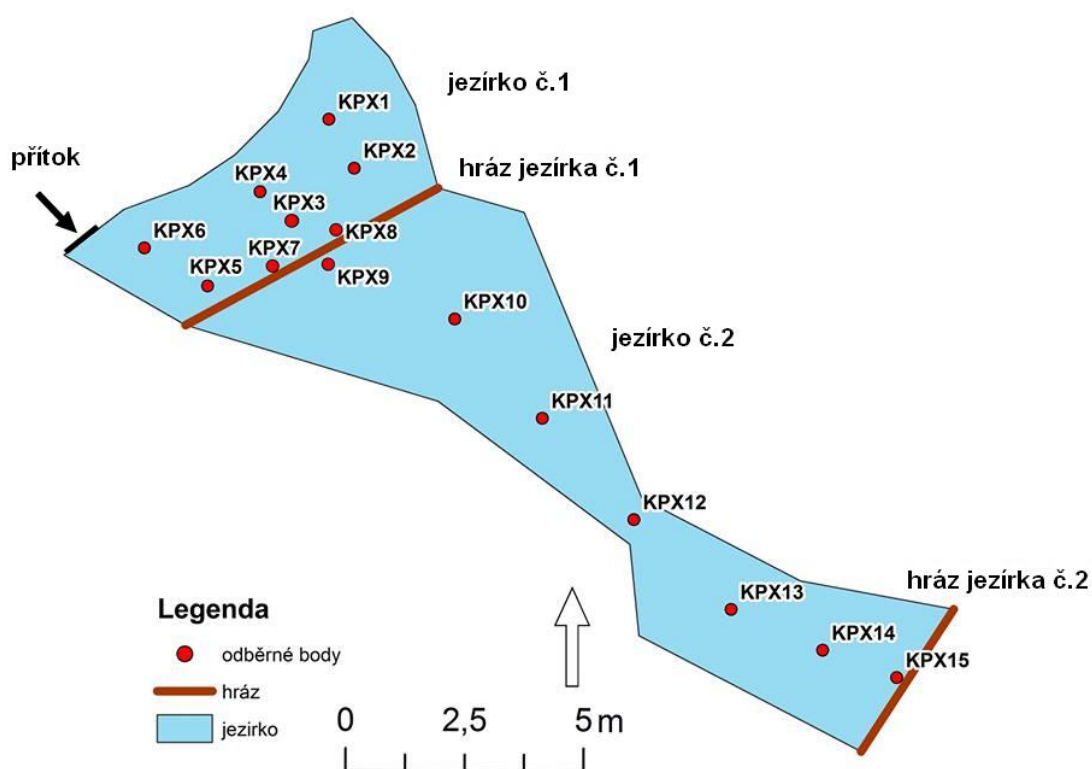 jezírko č.1
KPX1
hráz jezírka č.1
přítok
KPX2
KPX4
KPX3
KPX6
KPX8
KPX7
KPX5
KPX9
KPX10
jezírko č.2
KPX11
KPX12
hráz jezírka č.2
KPX13
KPX14
KPX15
Legenda
odběrné body
hráz
jezírko
0 2,5 5 m